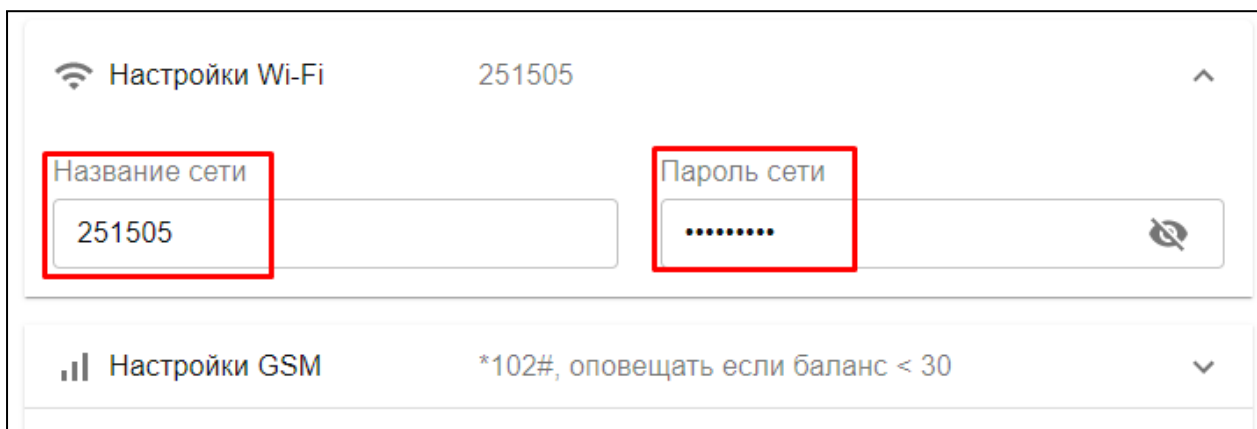 Настройки Wi-Fi 251505
Название сети Пароль сети
251505 •••••••••
Настройки GSM *102#, оповещать если баланс < 30